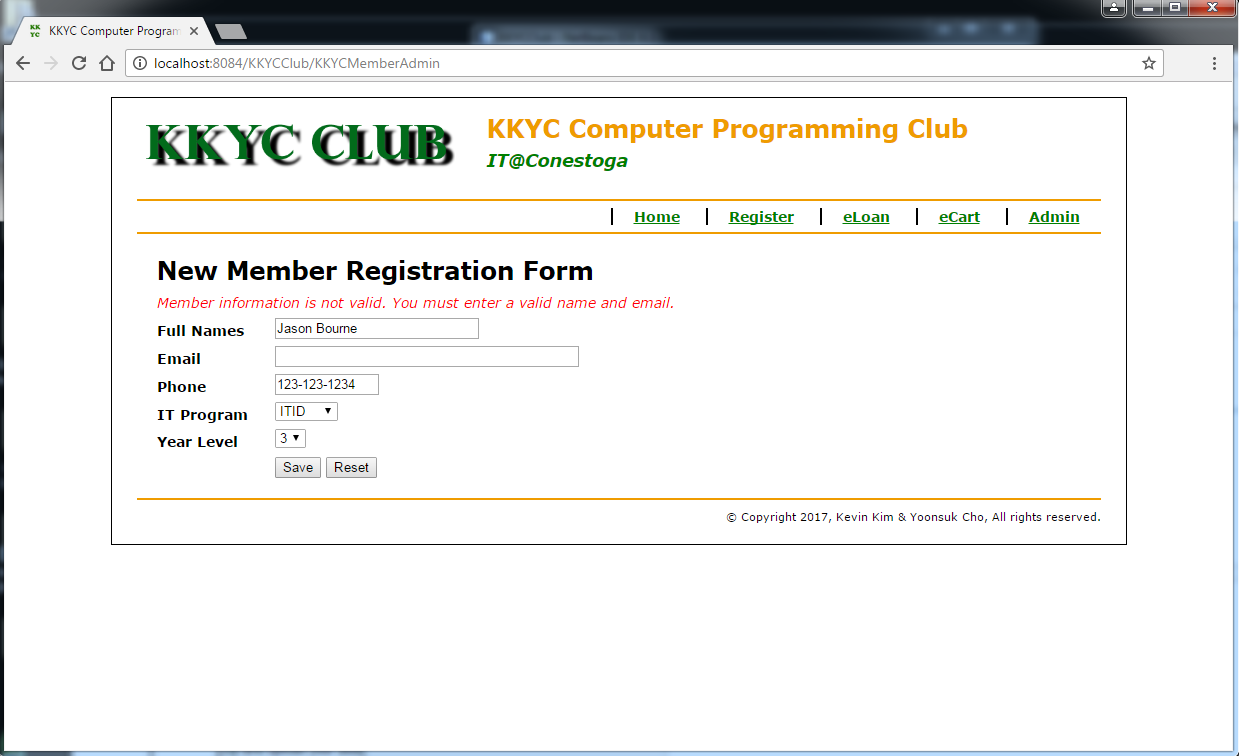 KK
YC
KKYC Computer Program
localhost:8084/KKYCClub/KKYCMemberAdmin
KKYC CLUB
KKYC Computer Programming Club
IT@Conestoga
Home
Register
eLoan
eCart
Admin
New Member Registration Form
Member information is not valid. You must enter a valid name and email.
Full Names Jason Bourne
Email
Phone 123-123-1234
IT Program ITID
Year Level 3
Save Reset
© Copyright 2017, Kevin Kim & Yoonsuk Cho, All rights reserved.